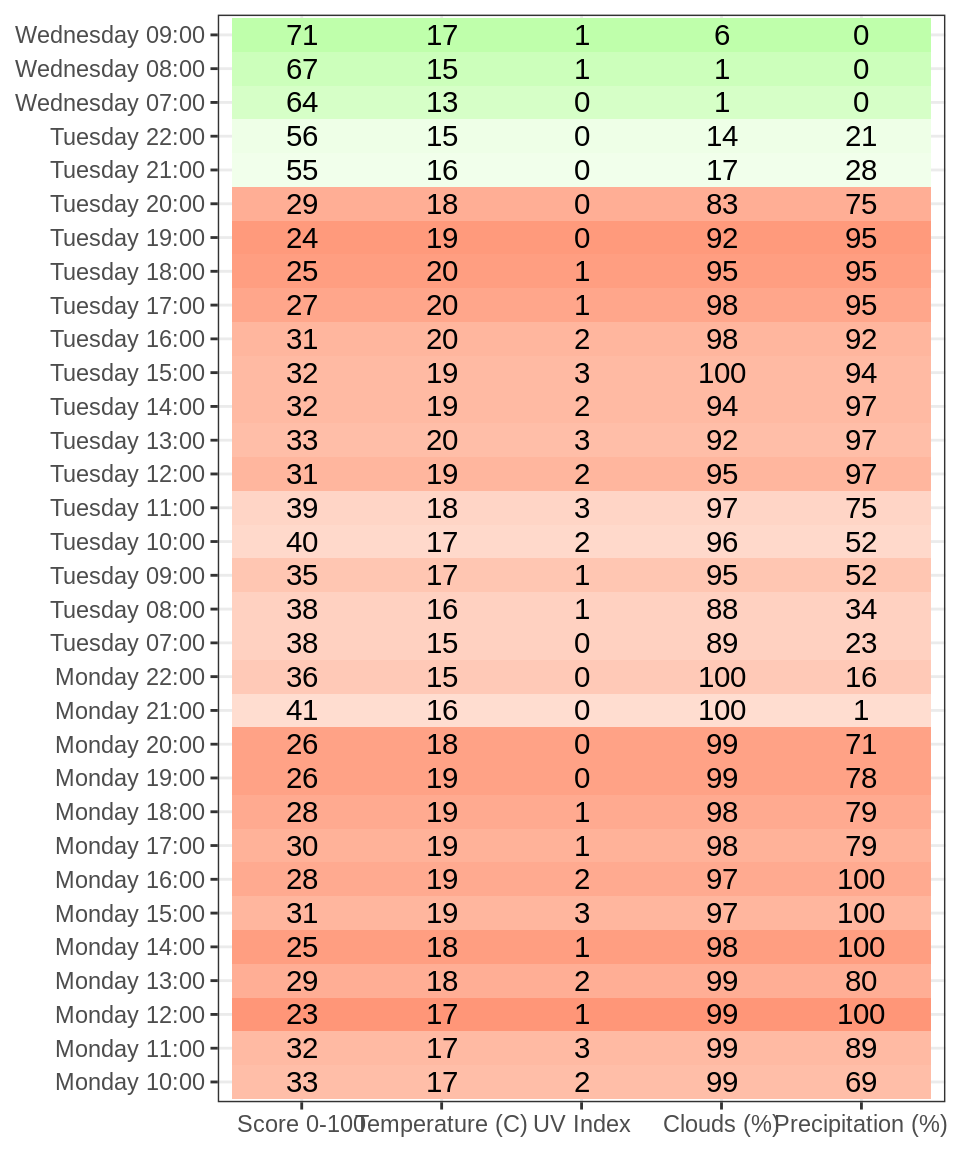 Wednesday 09:00 71 17 1 6 0
Wednesday 08:00 67 15 1 1 0
Wednesday 07:00 64 13 0 1 0
Tuesday 22:00 56 15 0 14 21
Tuesday 21:00 55 16 0 17 28
Tuesday 20:00 29 18 0 83 75
Tuesday 19:00 24 19 0 92 95
Tuesday 18:00 25 20 1 95 95
Tuesday 17:00 27 20 1 98 95
Tuesday 16:00 31 20 2 98 92
Tuesday 15:00 32 19 3 100 94
Tuesday 14:00 32 19 2 94 97
Tuesday 13:00 33 20 3 92 97
Tuesday 12:00 31 19 2 95 97
Tuesday 11:00 39 18 3 97 75
Tuesday 10:00 40 17 2 96 52
Tuesday 09:00 35 17 1 95 52
Tuesday 08:00 38 16 1 88 34
Tuesday 07:00 38 15 0 89 23
Monday 22:00 36 15 0 100 16
Monday 21:00 41 16 0 100 1
Monday 20:00 26 18 0 99 71
Monday 19:00 26 19 0 99 78
Monday 18:00 28 19 1 98 79
Monday 17:00 30 19 1 98 79
Monday 16:00 28 19 2 97 100
Monday 15:00 31 19 3 97 100
Monday 14:00 25 18 1 98 100
Monday 13:00 29 18 2 99 80
Monday 12:00 23 17 1 99 100
Monday 11:00 32 17 3 99 89
Monday 10:00 33 17 2 99 69
Score 0-100 Temperature (C) UV Index Clouds (%) Precipitation (%)